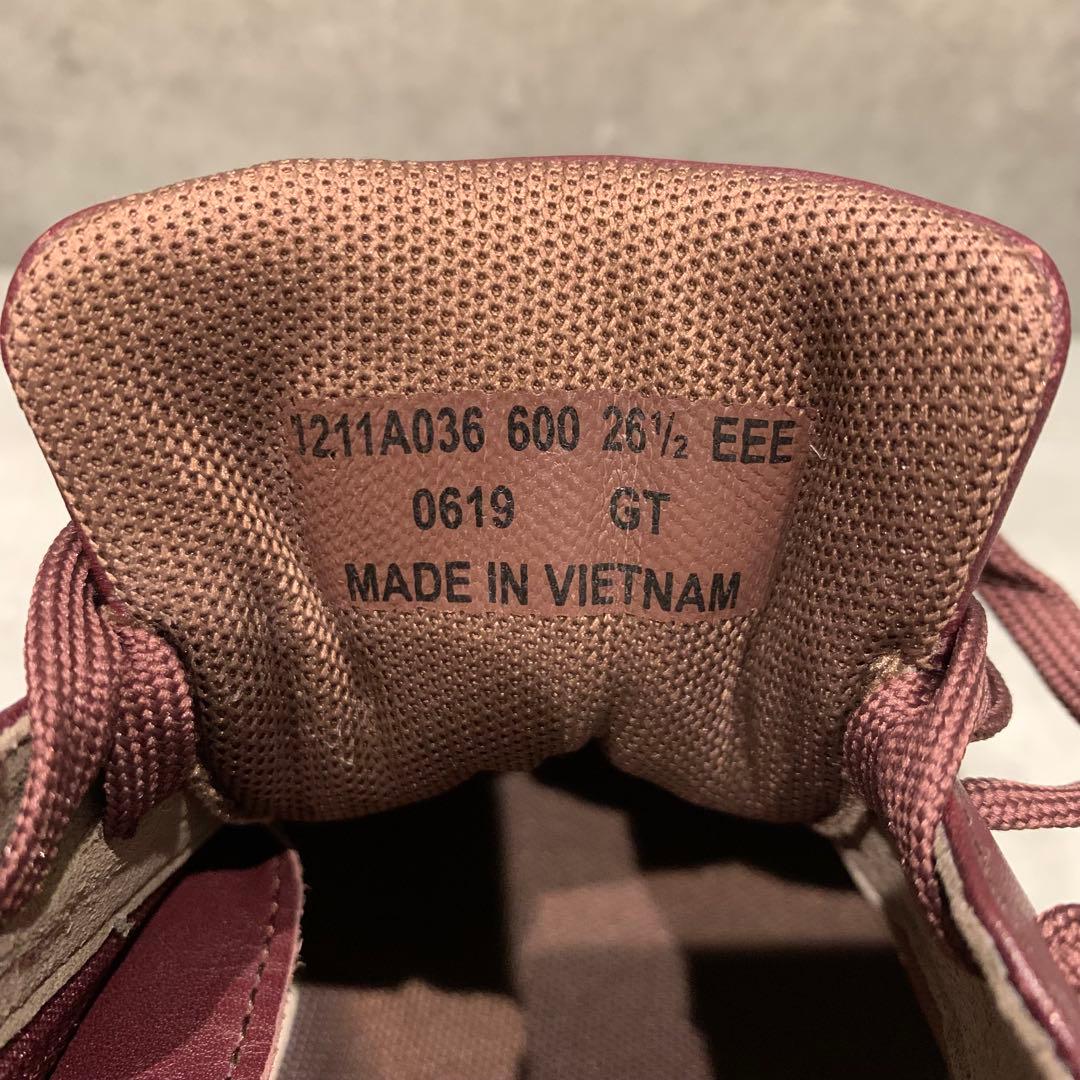 1211A036 600 26½ EEE
0619 GT
MADE IN VIETNAM